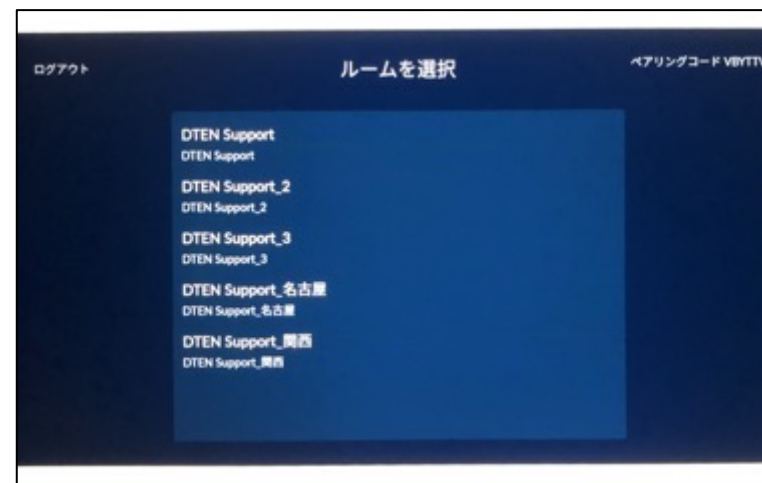 ログアウト
ルームを選択
ペアリングコード VBYTTV
DTEN Support
DTEN Support
DTEN Support_2
DTEN Support_2
DTEN Support_3
DTEN Support_3
DTEN Support_名古屋
DTEN Support_名古屋
DTEN Support_関西
DTEN Support_関西